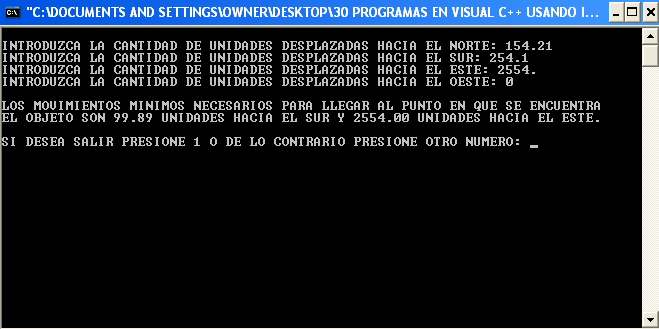 "C:\DOCUMENTS AND SETTINGS\OWNER\DESKTOP\30 PROGRAMAS EN VISUAL C++ USANDO I...
INTRODUZCA LA CANTIDAD DE UNIDADES DESPLAZADAS HACIA EL NORTE: 154.21
INTRODUZCA LA CANTIDAD DE UNIDADES DESPLAZADAS HACIA EL SUR: 254.1
INTRODUZCA LA CANTIDAD DE UNIDADES DESPLAZADAS HACIA EL ESTE: 2554.
INTRODUZCA LA CANTIDAD DE UNIDADES DESPLAZADAS HACIA EL OESTE: 0
LOS MOVIMIENTOS MINIMOS NECESARIOS PARA LLEGAR AL PUNTO EN QUE SE ENCUENTRA
EL OBJETO SON 99.89 UNIDADES HACIA EL SUR Y 2554.00 UNIDADES HACIA EL ESTE.
SI DESEA SALIR PRESIONE 1 O DE LO CONTRARIO PRESIONE OTRO NUMERO: _